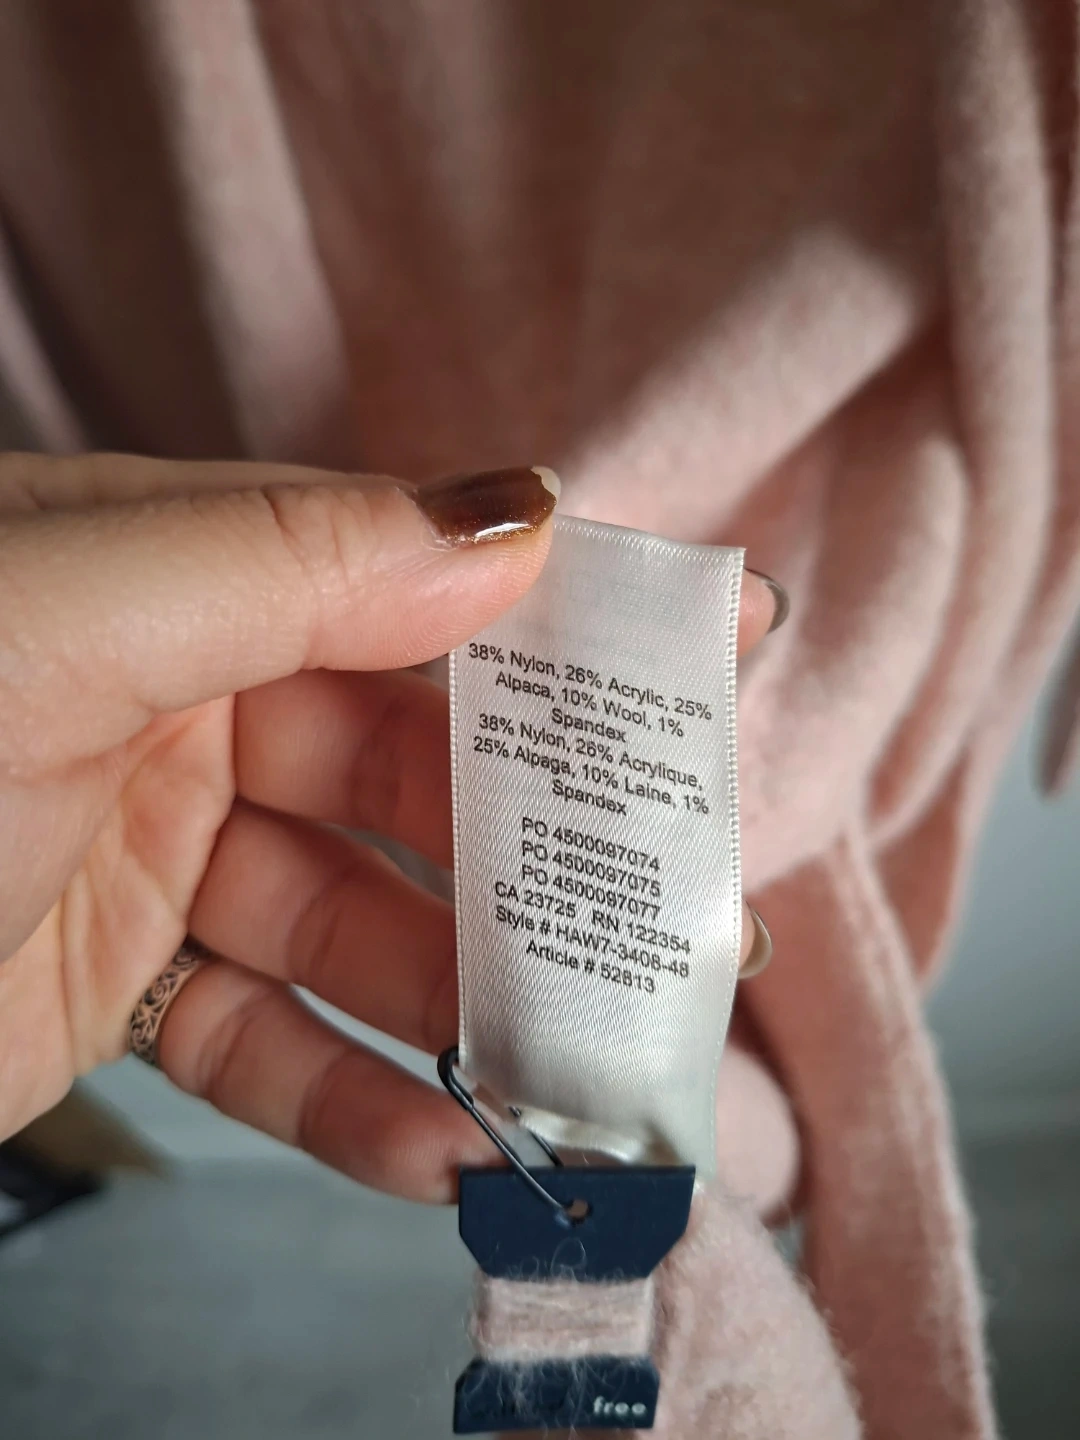 38% Nylon, 26% Acrylic, 25%
Alpaca, 10% Wool, 1%
Spandex
38% Nylon, 26% Acrylique,
25% Alpaga, 10% Laine, 1%
Spandex
PO 4500097074
PO 4500097075
PO 4500097077
CA 23725 RN 122354
Style # HAW7-3408-48
Article # 52813
free